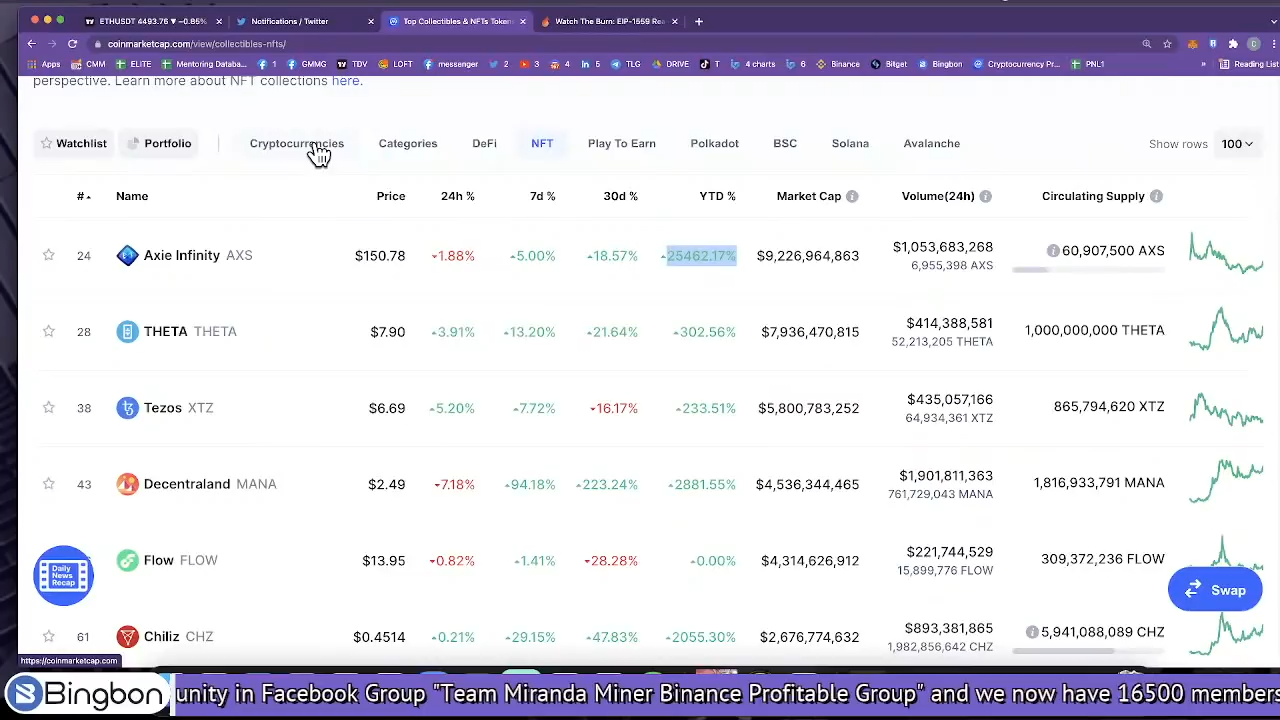 ETHUSDT 4493.76 ▼ −0.85% Notifications / Twitter Top Collectibles & NFTs Token Watch The Burn: EIP-1559 Rea
coinmarketcap.com/view/collectibles-nfts/
Apps CMM ELITE Mentoring Databa... 1 GMMG TDV LOFT messenger 2 3 4 5 TLG DRIVE T 4 charts 6 Binance Bitget Bingbon Cryptocurrency Pr... PNL1 » Reading List
perspective. Learn more about NFT collections here.
Watchlist Portfolio Cryptocurrencies Categories DeFi NFT Play To Earn Polkadot BSC Solana Avalanche Show rows 100
# Name Price 24h % 7d % 30d % YTD % Market Cap Volume(24h) Circulating Supply
24 Axie Infinity AXS $150.78 1.88% 5.00% 18.57% 25462.17% $9,226,964,863 $1,053,683,268 60,907,500 AXS
6,955,398 AXS
28 THETA THETA $7.90 3.91% 13.20% 21.64% 302.56% $7,936,470,815 $414,388,581 1,000,000,000 THETA
52,213,205 THETA
38 Tezos XTZ $6.69 5.20% 7.72% 16.17% 233.51% $5,800,783,252 $435,057,166 865,794,620 XTZ
64,934,361 XTZ
43 Decentraland MANA $2.49 7.18% 94.18% 223.24% 2881.55% $4,536,344,465 $1,901,811,363 1,816,933,791 MANA
761,729,043 MANA
Flow FLOW $13.95 0.82% 1.41% 28.28% 0.00% $4,314,626,912 $221,744,529 309,372,236 FLOW
15,899,776 FLOW
Daily
News
Recap
Swap
61 Chiliz CHZ $0.4514 0.21% 29.15% 47.83% 2055.30% $2,676,774,632 $893,381,865 5,941,088,089 CHZ
1,982,856,642 CHZ
https://coinmarketcap.com
Bingbon unity in Facebook Group "Team Miranda Miner Binance Profitable Group" and we now have 16500 members